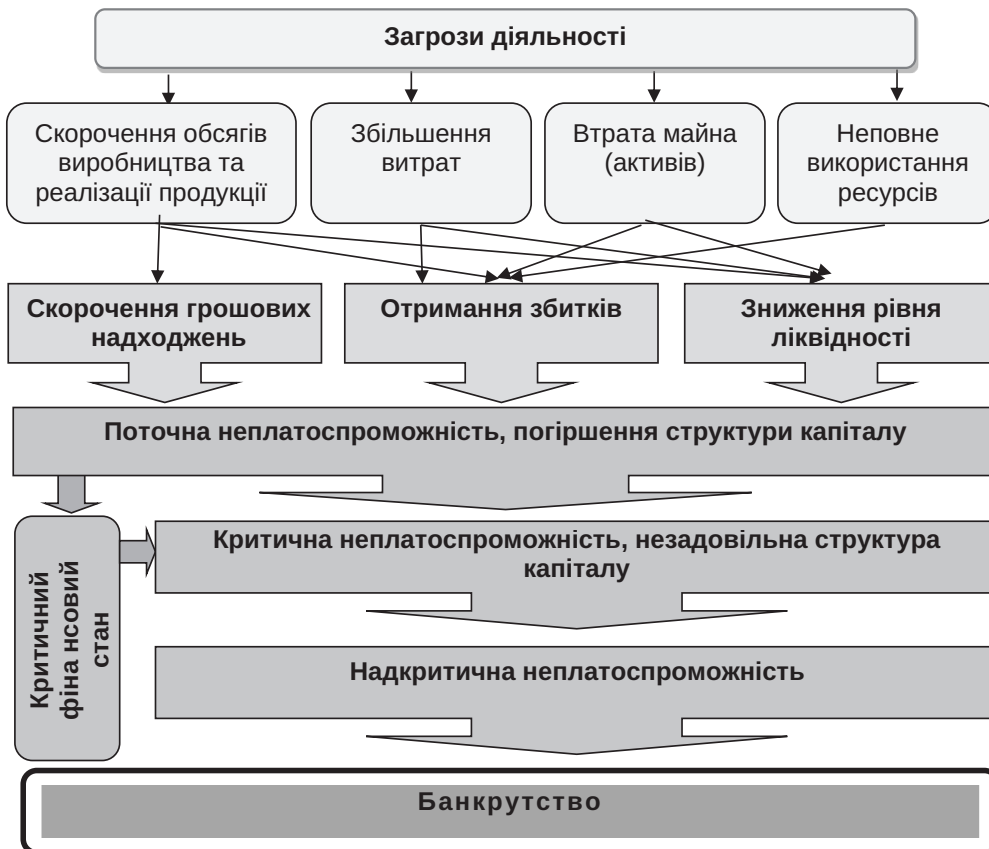 Загрози діяльності
Скорочення обсягів
виробництва та
реалізації продукції
Збільшення
витрат
Втрата майна
(активів)
Неповне
використання
ресурсів
Скорочення грошових
надходжень
Отримання збитків
Зниження рівня
ліквідності
Поточна неплатоспроможність, погіршення структури капіталу
Критичний
фіна нсовий
стан
Критична неплатоспроможність, незадовільна структура
капіталу
Надкритична неплатоспроможність
Банкрутство